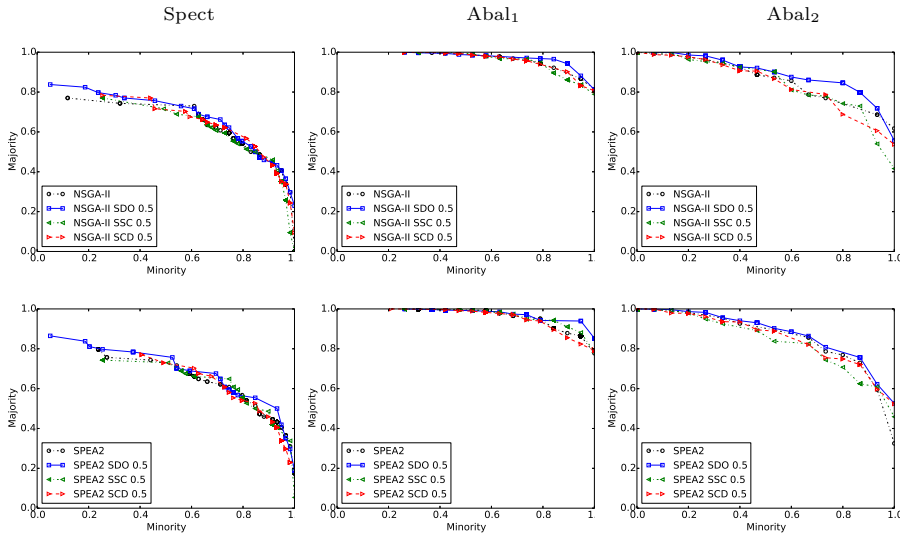 Spect
Abal₁
Abal₂
1.0
0.8
0.6
0.4
0.2
0.0
Majority
NSGA-II
NSGA-II SDO 0.5
NSGA-II SSC 0.5
NSGA-II SCD 0.5
0.0 0.2 0.4 0.6 0.8 1.0
Minority
1.0
0.8
0.6
0.4
0.2
0.0
Majority
NSGA-II
NSGA-II SDO 0.5
NSGA-II SSC 0.5
NSGA-II SCD 0.5
0.0 0.2 0.4 0.6 0.8 1.0
Minority
1.0
0.8
0.6
0.4
0.2
0.0
Majority
NSGA-II
NSGA-II SDO 0.5
NSGA-II SSC 0.5
NSGA-II SCD 0.5
0.0 0.2 0.4 0.6 0.8 1.0
Minority
1.0
0.8
0.6
0.4
0.2
0.0
Majority
SPEA2
SPEA2 SDO 0.5
SPEA2 SSC 0.5
SPEA2 SCD 0.5
0.0 0.2 0.4 0.6 0.8 1.0
Minority
1.0
0.8
0.6
0.4
0.2
0.0
Majority
SPEA2
SPEA2 SDO 0.5
SPEA2 SSC 0.5
SPEA2 SCD 0.5
0.0 0.2 0.4 0.6 0.8 1.0
Minority
1.0
0.8
0.6
0.4
0.2
0.0
Majority
SPEA2
SPEA2 SDO 0.5
SPEA2 SSC 0.5
SPEA2 SCD 0.5
0.0 0.2 0.4 0.6 0.8 1.0
Minority